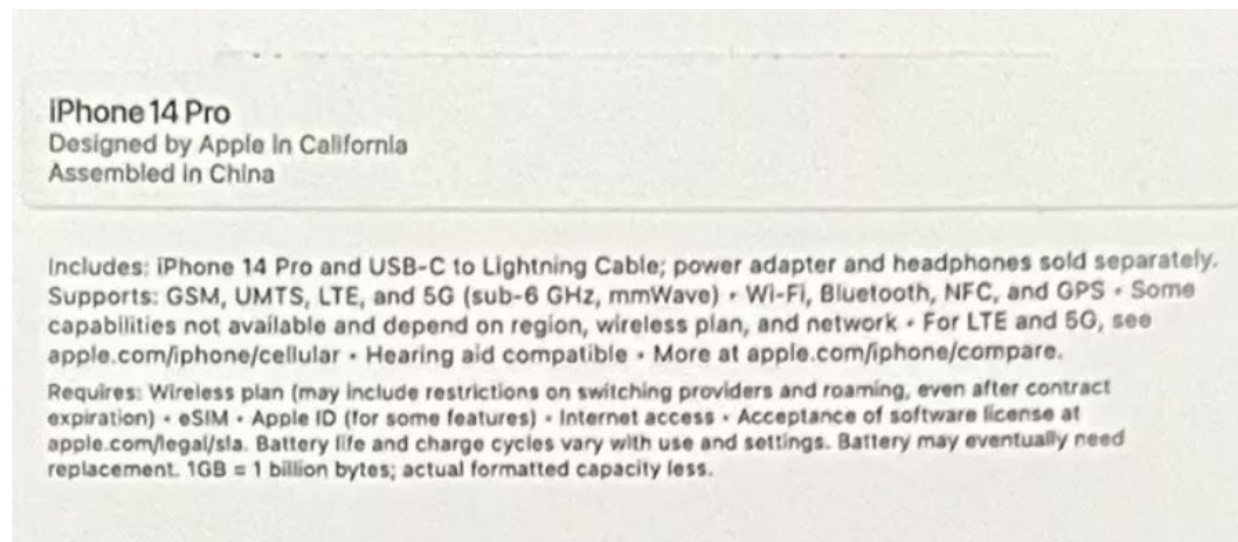 iPhone 14 Pro
Designed by Apple in California
Assembled in China
Includes: iPhone 14 Pro and USB-C to Lightning Cable; power adapter and headphones sold separately.
Supports: GSM, UMTS, LTE, and 5G (sub-6 GHz, mmWave) • Wi-Fi, Bluetooth, NFC, and GPS • Some
capabilities not available and depend on region, wireless plan, and network • For LTE and 5G, see
apple.com/iphone/cellular • Hearing aid compatible • More at apple.com/iphone/compare.
Requires: Wireless plan (may include restrictions on switching providers and roaming, even after contract
expiration) • eSIM • Apple ID (for some features) • Internet access • Acceptance of software license at
apple.com/legal/sla. Battery life and charge cycles vary with use and settings. Battery may eventually need
replacement. 1GB = 1 billion bytes; actual formatted capacity less.